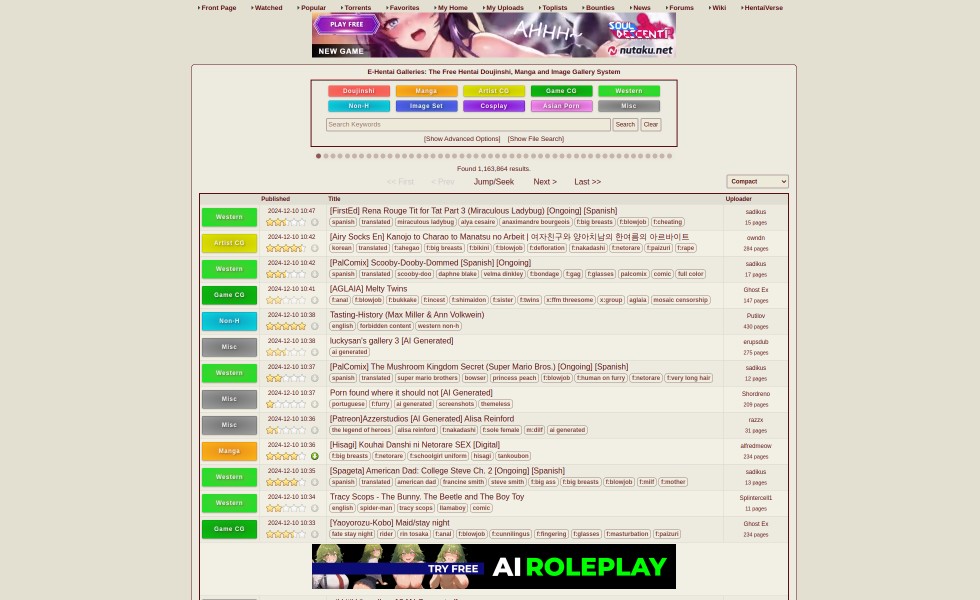 Front Page Watched Popular Torrents Favorites My Home My Uploads Toplists Bounties News Forums Wiki HentaiVerse
PLAY FREE
NEW GAME
AHHH~
SOUL DESCENT!
nutaku.net
E-Hentai Galleries: The Free Hentai Doujinshi, Manga and Image Gallery System
Doujinshi Manga Artist CG Game CG Western
Non-H Image Set Cosplay Asian Porn Misc
Search Keywords Search Clear
[Show Advanced Options] [Show File Search]
Found 1,163,864 results.
<< First < Prev Jump/Seek Next > Last >> Compact
Published Title Uploader
Western 2024-12-10 10:47 [FirstEd] Rena Rouge Tit for Tat Part 3 (Miraculous Ladybug) [Ongoing] [Spanish] sadikus
spanish translated miraculous ladybug alya cesaire anaximandre bourgeois f:big breasts f:blowjob f:cheating 15 pages
Artist CG 2024-12-10 10:42 [Airy Socks En] Kanojo to Charao to Manatsu no Arbeit | 여자친구와 양아치남의 한여름의 아르바이트 owndn
korean translated f:ahegao f:big breasts f:bikini f:blowjob f:defloration f:nakadashi f:netorare f:paizuri f:rape 284 pages
Western 2024-12-10 10:42 [PalComix] Scooby-Dooby-Dommed [Spanish] [Ongoing] sadikus
spanish translated scooby-doo daphne blake velma dinkley f:bondage f:gag f:glasses palcomix comic full color 17 pages
Game CG 2024-12-10 10:41 [AGLAIA] Melty Twins Ghost Ex
f:anal f:blowjob f:bukkake f:incest f:shimaidon f:sister f:twins x:ffm threesome x:group aglaia mosaic censorship 147 pages
Non-H 2024-12-10 10:38 Tasting-History (Max Miller & Ann Volkwein) Putilov
english forbidden content western non-h 430 pages
Misc 2024-12-10 10:38 luckysan's gallery 3 [AI Generated] erupsdub
ai generated 275 pages
Western 2024-12-10 10:37 [PalComix] The Mushroom Kingdom Secret (Super Mario Bros.) [Ongoing] [Spanish] sadikus
spanish translated super mario brothers bowser princess peach f:blowjob f:human on furry f:netorare f:very long hair 12 pages
Misc 2024-12-10 10:37 Porn found where it should not [AI Generated] Shordreno
portuguese f:furry ai generated screenshots themeless 209 pages
Misc 2024-12-10 10:36 [Patreon]Azzerstudios [AI Generated] Alisa Reinford razzx
the legend of heroes alisa reinford f:nakadashi f:sole female m:dilf ai generated 31 pages
Manga 2024-12-10 10:36 [Hisagi] Kouhai Danshi ni Netorare SEX [Digital] alfredmeow
f:big breasts f:netorare f:schoolgirl uniform hisagi tankoubon 234 pages
Western 2024-12-10 10:35 [Spageta] American Dad: College Steve Ch. 2 [Ongoing] [Spanish] sadikus
spanish translated american dad francine smith steve smith f:big ass f:big breasts f:blowjob f:milf f:mother 13 pages
Western 2024-12-10 10:34 Tracy Scops - The Bunny. The Beetle and The Boy Toy Splintercell1
english spider-man tracy scops llamaboy comic 11 pages
Game CG 2024-12-10 10:33 [Yaoyorozu-Kobo] Maid/stay night Ghost Ex
fate stay night rider rin tosaka f:anal f:blowjob f:cunnilingus f:fingering f:glasses f:masturbation f:paizuri 234 pages
TRY FREE AI ROLEPLAY